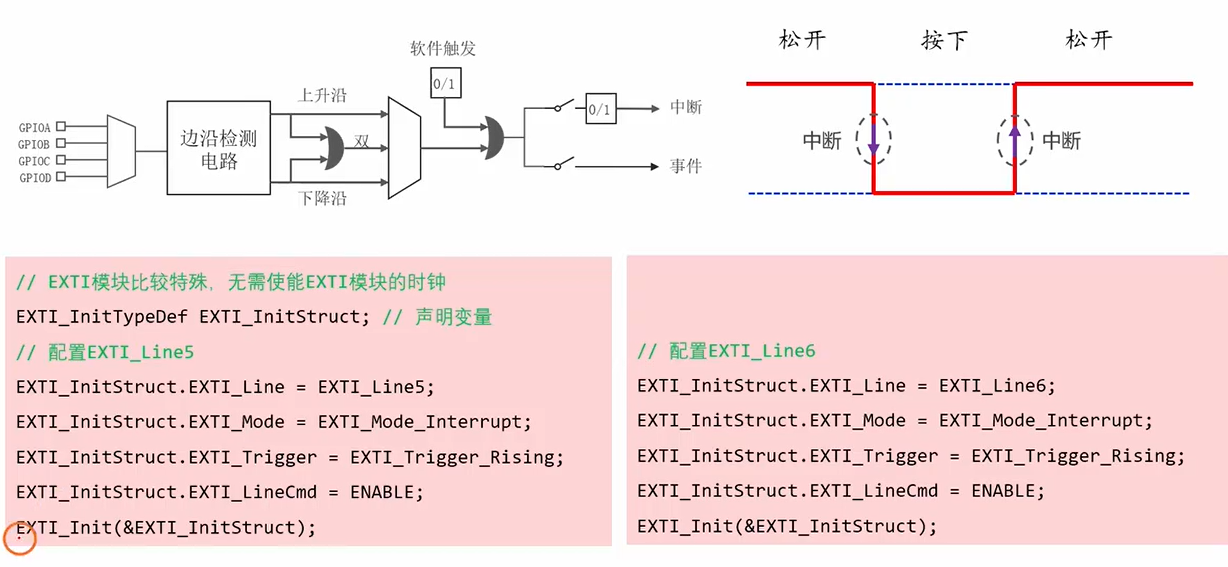 软件触发
0/1
上升沿
GPIOA
GPIOB
GPIOC
GPIOD
边沿检测
电路
双
下降沿
0/1
中断
事件
松开 按下 松开
中断 中断
// EXTI模块比较特殊，无需使能EXTI模块的时钟
EXTI_InitTypeDef EXTI_InitStruct; // 声明变量
// 配置EXTI_Line5
EXTI_InitStruct.EXTI_Line = EXTI_Line5;
EXTI_InitStruct.EXTI_Mode = EXTI_Mode_Interrupt;
EXTI_InitStruct.EXTI_Trigger = EXTI_Trigger_Rising;
EXTI_InitStruct.EXTI_LineCmd = ENABLE;
EXTI_Init(&EXTI_InitStruct);
// 配置EXTI_Line6
EXTI_InitStruct.EXTI_Line = EXTI_Line6;
EXTI_InitStruct.EXTI_Mode = EXTI_Mode_Interrupt;
EXTI_InitStruct.EXTI_Trigger = EXTI_Trigger_Rising;
EXTI_InitStruct.EXTI_LineCmd = ENABLE;
EXTI_Init(&EXTI_InitStruct);